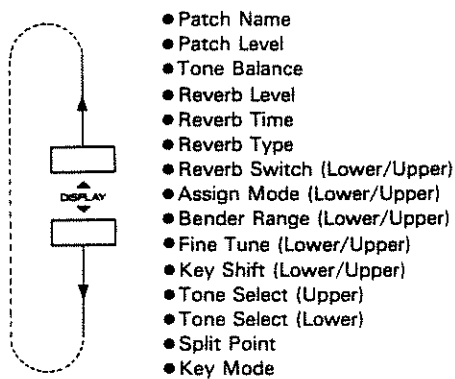 ● Patch Name
● Patch Level
● Tone Balance
● Reverb Level
● Reverb Time
● Reverb Type
● Reverb Switch (Lower/Upper)
● Assign Mode (Lower/Upper)
● Bender Range (Lower/Upper)
● Fine Tune (Lower/Upper)
● Key Shift (Lower/Upper)
● Tone Select (Upper)
● Tone Select (Lower)
● Split Point
● Key Mode
DISPLAY